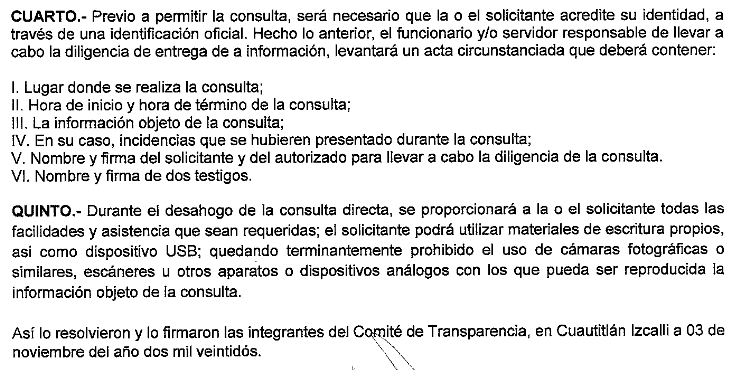 CUARTO.- Previo a permitir la consulta, será necesario que la o el solicitante acredite su identidad, a
través de una identificación oficial. Hecho lo anterior, el funcionario y/o servidor responsable de llevar a
cabo la diligencia de entrega de a información, levantará un acta circunstanciada que deberá contener:
I. Lugar donde se realiza la consulta;
II. Hora de inicio y hora de término de la consulta;
III. La información objeto de la consulta;
IV. En su caso, incidencias que se hubieren presentado durante la consulta;
V. Nombre y firma del solicitante y del autorizado para llevar a cabo la diligencia de la consulta.
VI. Nombre y firma de dos testigos.
QUINTO.- Durante el desahogo de la consulta directa, se proporcionará a la o el solicitante todas las
facilidades y asistencia que sean requeridas; el solicitante podrá utilizar materiales de escritura propios,
asi como dispositivo USB; quedando terminantemente prohibido el uso de cámaras fotográficas o
similares, escáneres u otros aparatos o dispositivos análogos con los que pueda ser reproducida la
información objeto de la consulta.
Así lo resolvieron y lo firmaron las integrantes del Comité de Transparencia, en Cuautitlán Izcalli a 03 de
noviembre del año dos mil veintidós.